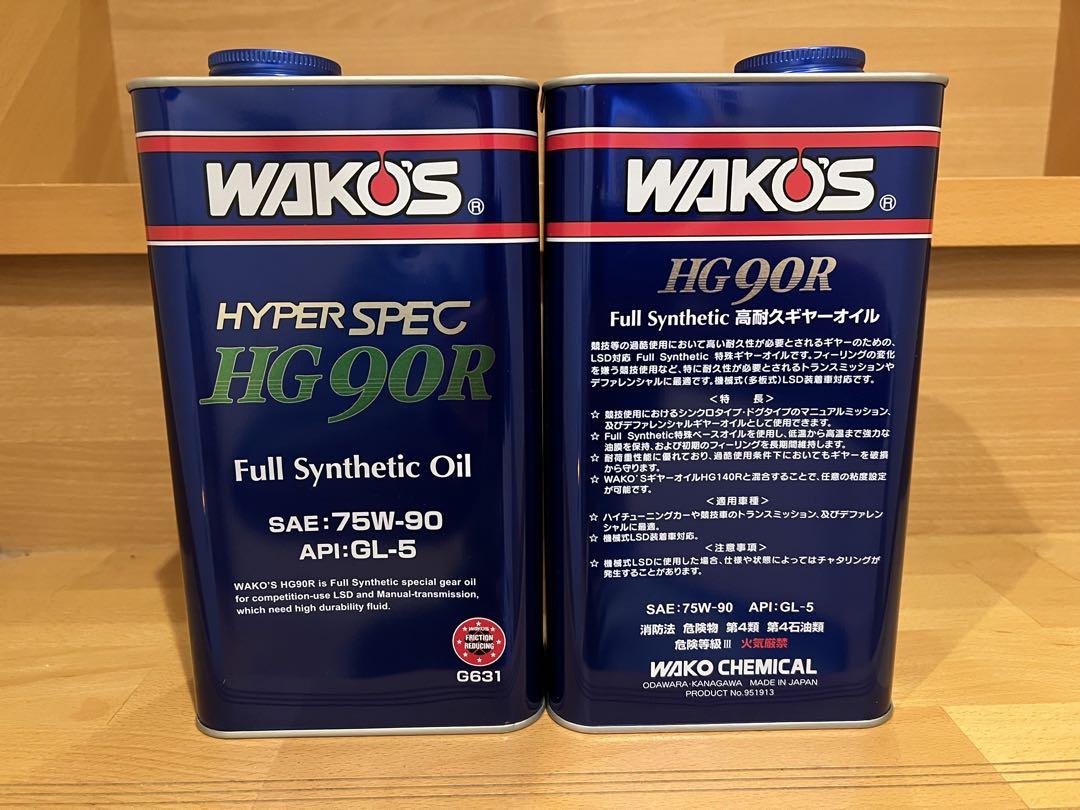 WAKO'S®
HYPER SPEC
HG90R
Full Synthetic Oil
SAE:75W-90
API:GL-5
WAKO'S HG90R is Full Synthetic special gear oil
for competition-use LSD and Manual-transmission,
which need high durability fluid.
WAKO'S
FRICTION
REDUCING
G631
WAKO'S®
HG90R
Full Synthetic 高耐久ギヤーオイル
競技等の過酷使用において高い耐久性が必要とされるギヤーのための、
LSD対応 Full Synthetic 特殊ギヤーオイルです。フィーリングの変化
を嫌う競技使用など、特に耐久性が必要とされるトランスミッションや
デファレンシャルに最適です。機械式(多板式)LSD装着車対応です。
<特 長>
☆ 競技使用におけるシンクロタイプ・ドグタイプのマニュアルミッション、
及びデファレンシャルギヤーオイルとして使用できます。
☆ Full Synthetic特殊ベースオイルを使用し、低温から高温まで強力な
油膜を保持、および初期のフィーリングを長期間維持します。
☆ 耐荷重性能に優れており、過酷使用条件下においてもギヤーを破損
から守ります。
☆ WAKO'SギヤーオイルHG140Rと混合することで、任意の粘度設定
が可能です。
<適用車種>
☆ ハイチューニングカーや競技車のトランスミッション、及びデファレン
シャルに最適。
☆ 機械式LSD装着車対応。
<注意事項>
☆ 機械式LSDに使用した場合、仕様や状態によってはチャタリングが
発生することがあります。
SAE:75W-90 API:GL-5
消防法 危険物 第4類 第4石油類
危険等級Ⅲ 火気厳禁
WAKO CHEMICAL
ODAWARA·KANAGAWA MADE IN JAPAN
PRODUCT No.951913